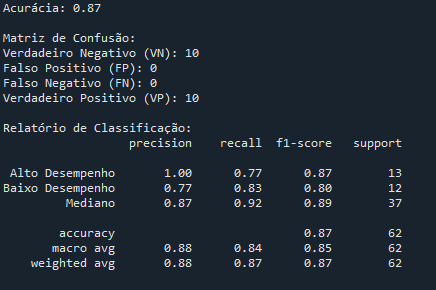 Acurácia: 0.87
Matriz de Confusão:
Verdadeiro Negativo (VN): 10
Falso Positivo (FP): 0
Falso Negativo (FN): 0
Verdadeiro Positivo (VP): 10
Relatório de Classificação:
precision recall f1-score support
Alto Desempenho 1.00 0.77 0.87 13
Baixo Desempenho 0.77 0.83 0.80 12
Mediano 0.87 0.92 0.89 37
accuracy 0.87 62
macro avg 0.88 0.84 0.85 62
weighted avg 0.88 0.87 0.87 62